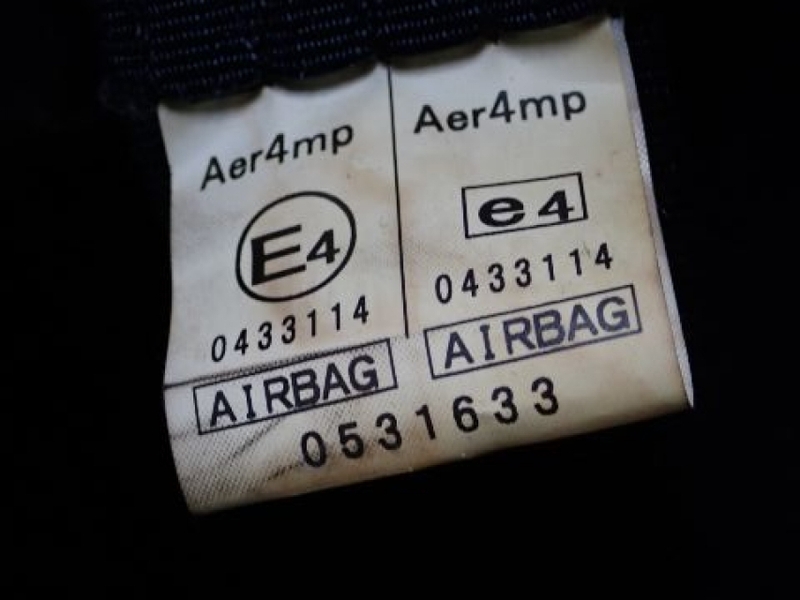 Aer4mp
E4
0433114
AIRBAG
Aer4mp
e4
0433114
AIRBAG
0531633